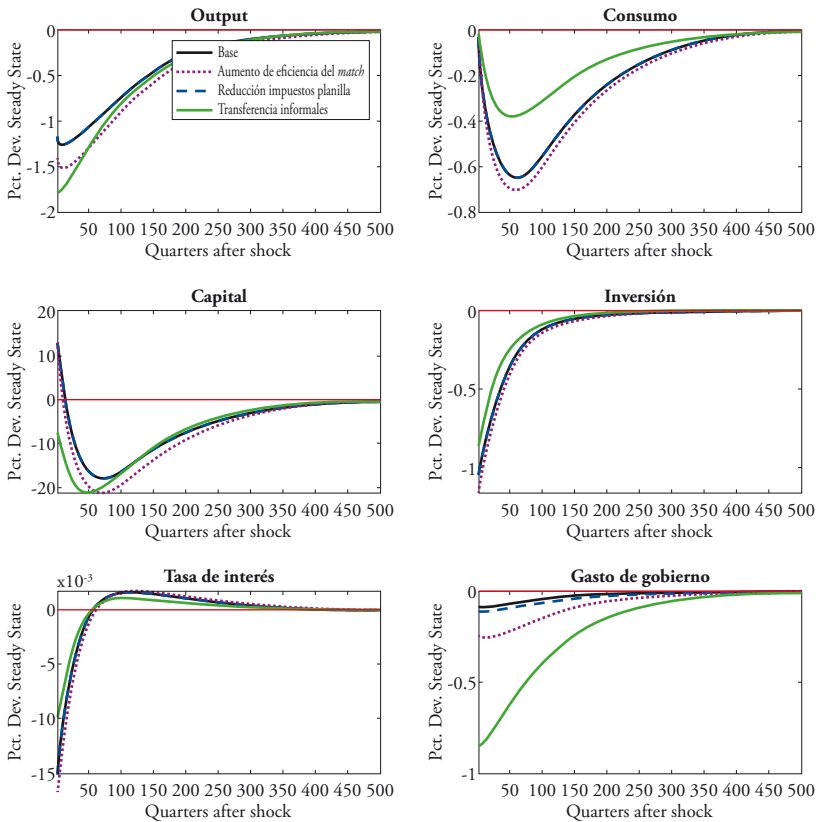 Output
Pct. Dev. Steady State
0
-0.5
-1
-1.5
-2
Base
Aumento de eficiencia del match
Reducción impuestos planilla
Transferencia informales
50 100 150 200 250 300 350 400 450 500
Quarters after shock
Consumo
Pct. Dev. Steady State
0
-0.2
-0.4
-0.6
-0.8
50 100 150 200 250 300 350 400 450 500
Quarters after shock
Capital
Pct. Dev. Steady State
20
10
0
-10
-20
50 100 150 200 250 300 350 400 450 500
Quarters after shock
Inversión
Pct. Dev. Steady State
0
-0.5
-1
50 100 150 200 250 300 350 400 450 500
Quarters after shock
Tasa de interés
x10⁻³
Pct. Dev. Steady State
0
-5
-10
-15
50 100 150 200 250 300 350 400 450 500
Quarters after shock
Gasto de gobierno
Pct. Dev. Steady State
0
-0.5
-1
50 100 150 200 250 300 350 400 450 500
Quarters after shock